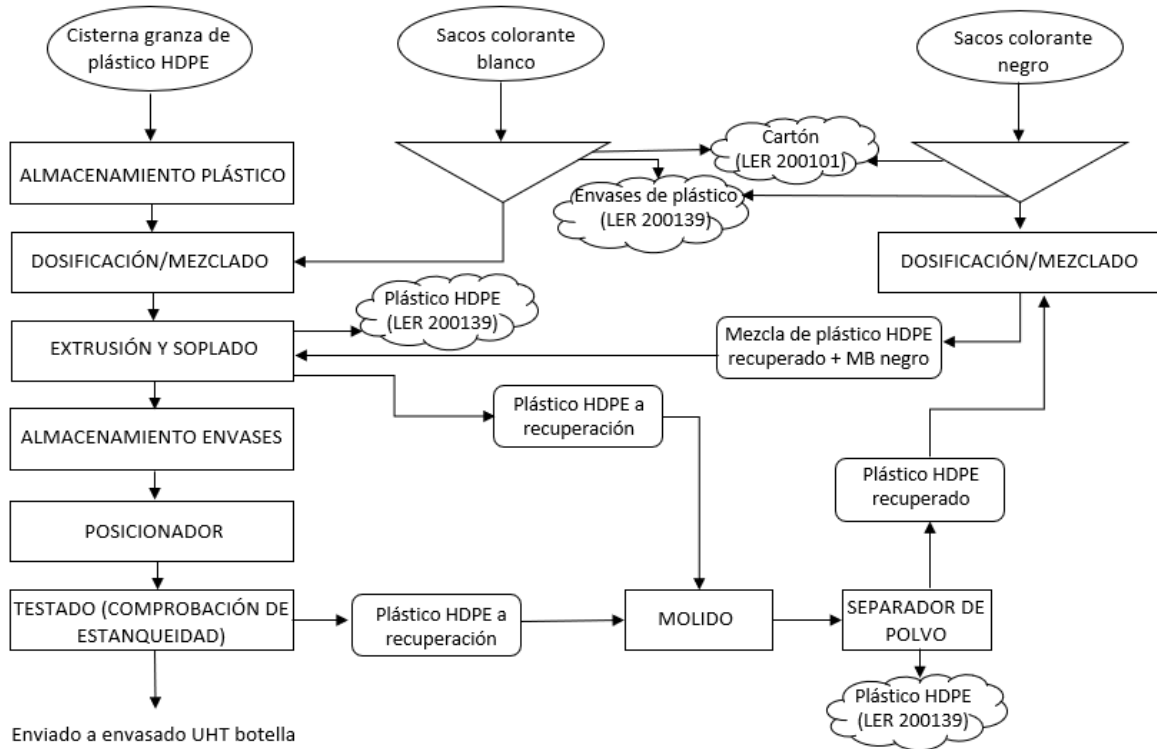 Cisterna granza de
plástico HDPE
Sacos colorante
blanco
Sacos colorante
negro
Cartón
(LER 200101)
ALMACENAMIENTO PLÁSTICO
Envases de plástico
(LER 200139)
DOSIFICACIÓN/MEZCLADO
DOSIFICACIÓN/MEZCLADO
Plástico HDPE
(LER 200139)
EXTRUSIÓN Y SOPLADO
Mezcla de plástico HDPE
recuperado + MB negro
Plástico HDPE a
recuperación
ALMACENAMIENTO ENVASES
Plástico HDPE
recuperado
POSICIONADOR
TESTADO (COMPROBACIÓN DE
ESTANQUEIDAD)
Plástico HDPE a
recuperación
MOLIDO
SEPARADOR DE
POLVO
Plástico HDPE
(LER 200139)
Enviado a envasado UHT botella